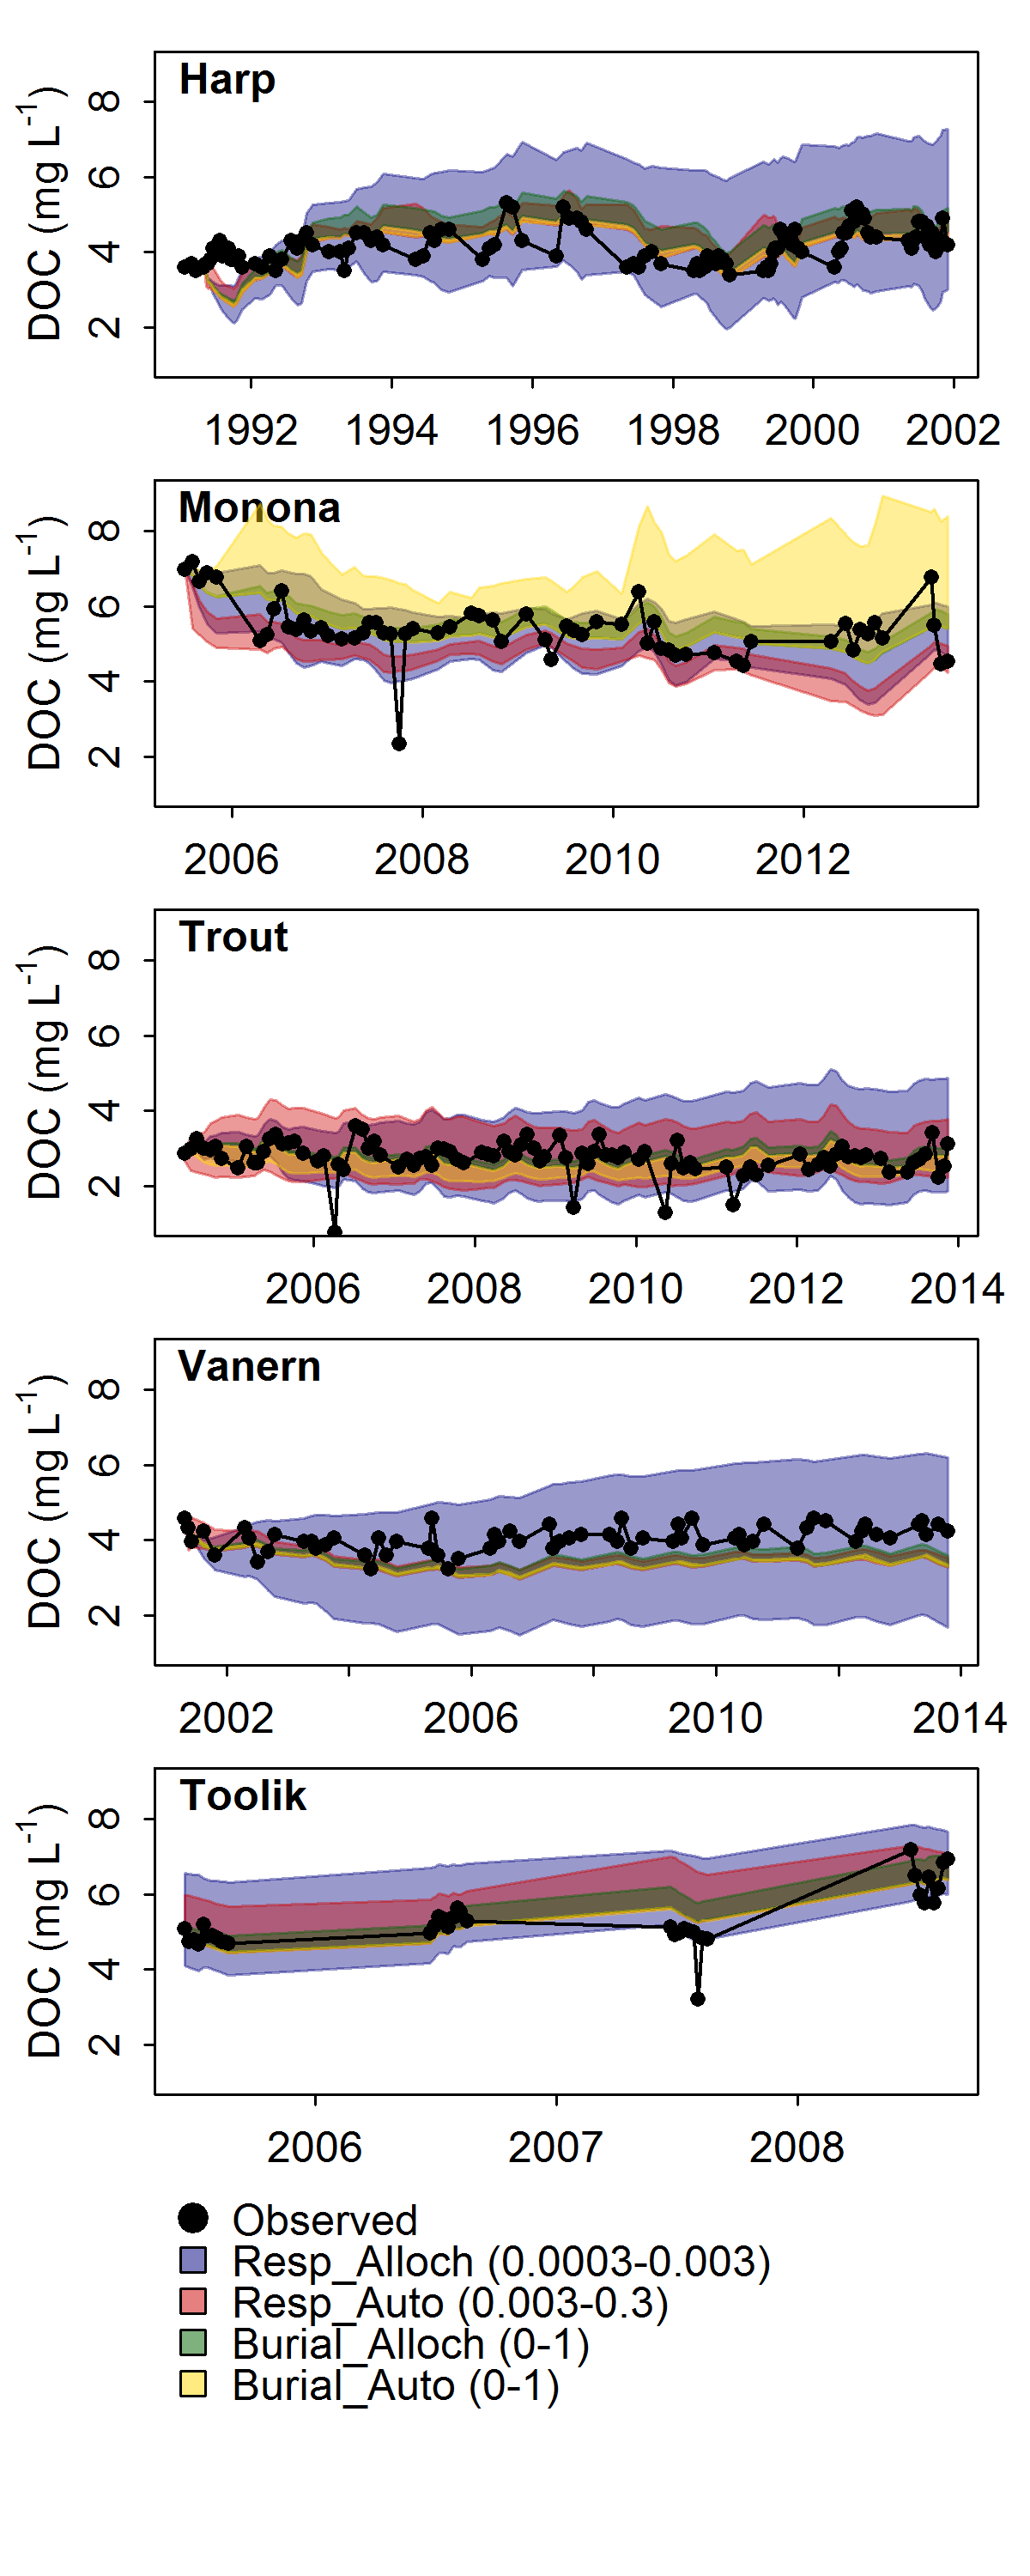 Harp
DOC (mg L-1)
8
6
4
2
1992 1994 1996 1998 2000 2002
Monona
DOC (mg L-1)
8
6
4
2
2006 2008 2010 2012
Trout
DOC (mg L-1)
8
6
4
2
2006 2008 2010 2012 2014
Vanern
DOC (mg L-1)
8
6
4
2
2002 2006 2010 2014
Toolik
DOC (mg L-1)
8
6
4
2
2006 2007 2008
Observed
Resp_Alloch (0.0003-0.003)
Resp_Auto (0.003-0.3)
Burial_Alloch (0-1)
Burial_Auto (0-1)